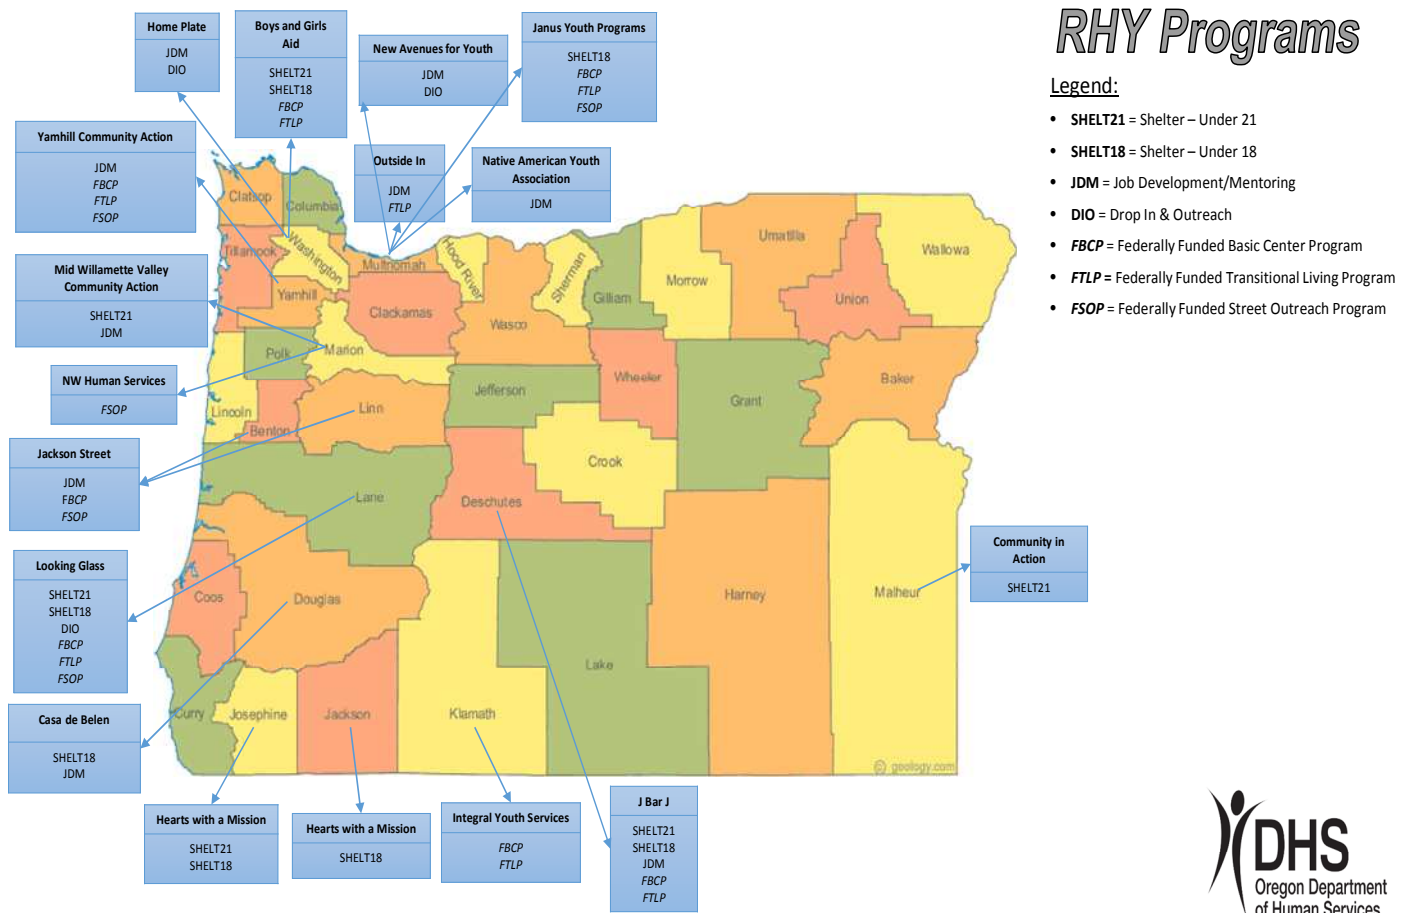 RHY Programs
Legend:
• SHELT21 = Shelter – Under 21
• SHELT18 = Shelter – Under 18
• JDM = Job Development/Mentoring
• DIO = Drop In & Outreach
• FBCP = Federally Funded Basic Center Program
• FTLP = Federally Funded Transitional Living Program
• FSOP = Federally Funded Street Outreach Program
Home Plate
JDM
DIO
Boys and Girls
Aid
SHELT21
SHELT18
FBCP
FTLP
New Avenues for Youth
JDM
DIO
Janus Youth Programs
SHELT18
FBCP
FTLP
FSOP
Outside In
JDM
FTLP
Native American Youth
Association
JDM
Yamhill Community Action
JDM
FBCP
FTLP
FSOP
Mid Willamette Valley
Community Action
SHELT21
JDM
NW Human Services
FSOP
Jackson Street
JDM
FBCP
FSOP
Looking Glass
SHELT21
SHELT18
DIO
FBCP
FTLP
FSOP
Casa de Belen
SHELT18
JDM
Hearts with a Mission
SHELT21
SHELT18
Hearts with a Mission
SHELT18
Integral Youth Services
FBCP
FTLP
J Bar J
SHELT21
SHELT18
JDM
FBCP
FTLP
Community in
Action
SHELT21
Clatsop
Columbia
Tillamook
Washington
Multnomah
Hood River
Sherman
Gilliam
Morrow
Umatilla
Wallowa
Union
Yamhill
Clackamas
Wasco
Polk
Marion
Jefferson
Wheeler
Grant
Baker
Lincoln
Benton
Linn
Crook
Lane
Deschutes
Coos
Douglas
Harney
Malheur
Lake
Curry
Josephine
Jackson
Klamath
© geology.com
DHS
Oregon Department
of Human Services